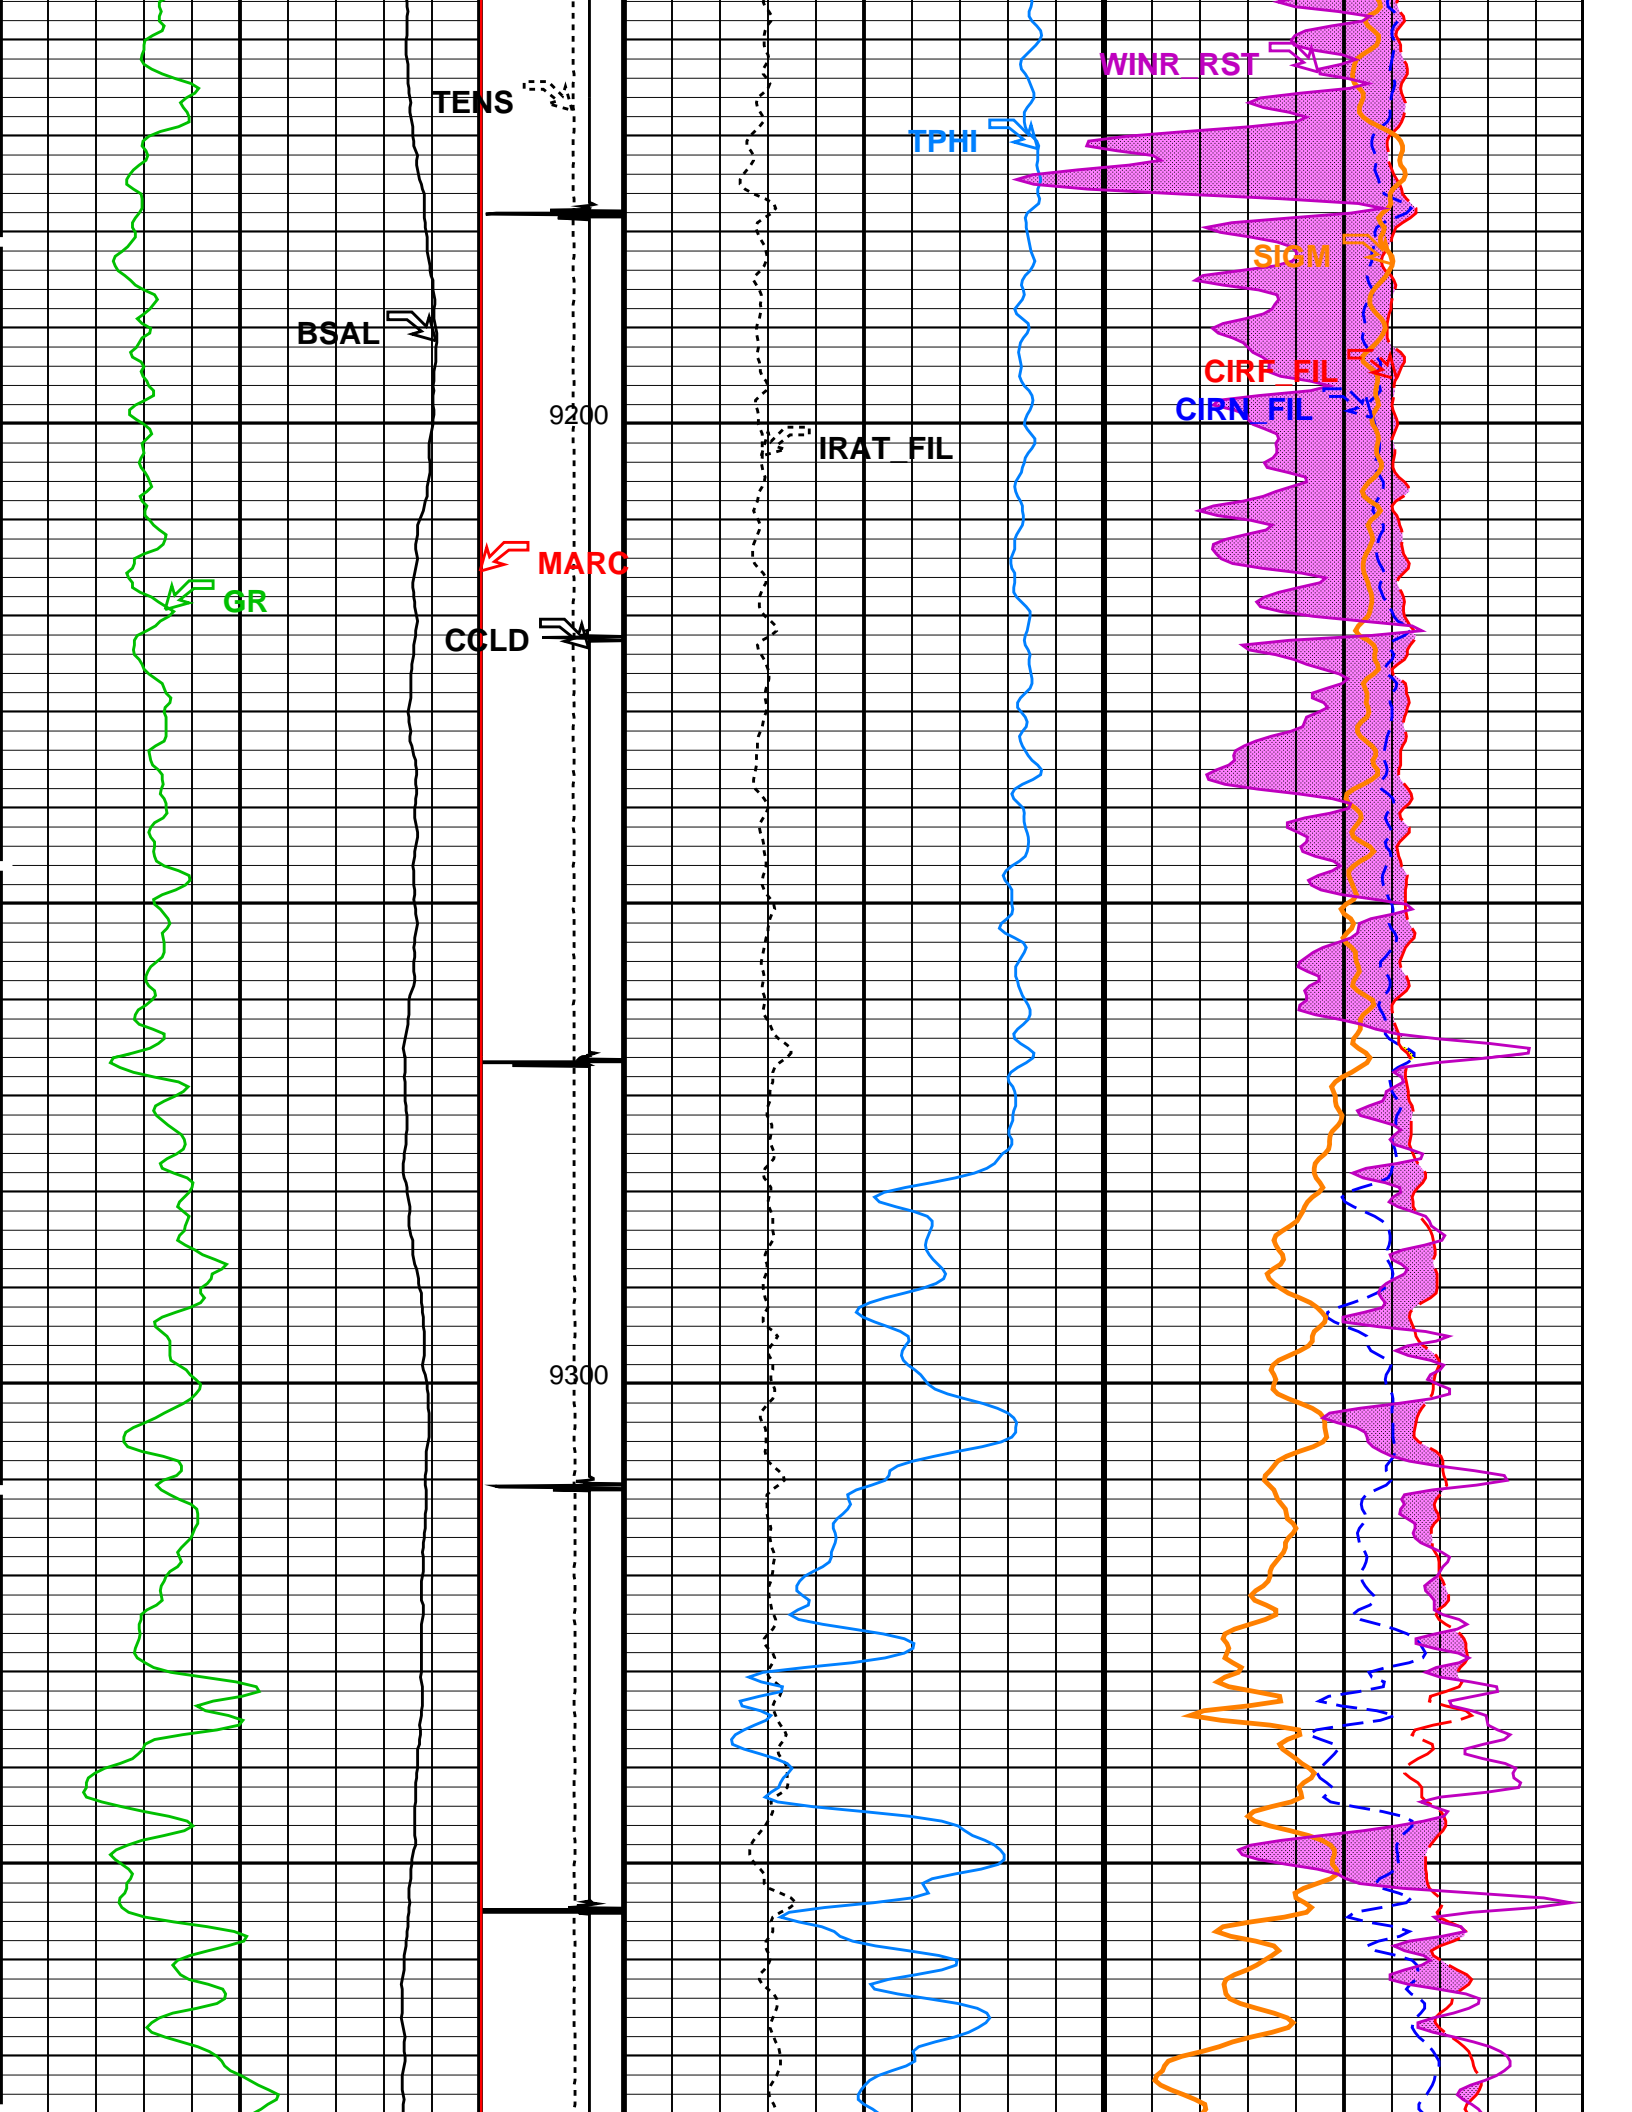 WINR_RST
TENS
TPHI
SIGM
BSAL
CIRF_FIL
CIRN_FIL
9200
IRAT_FIL
MARC
GR
CCLD
9300